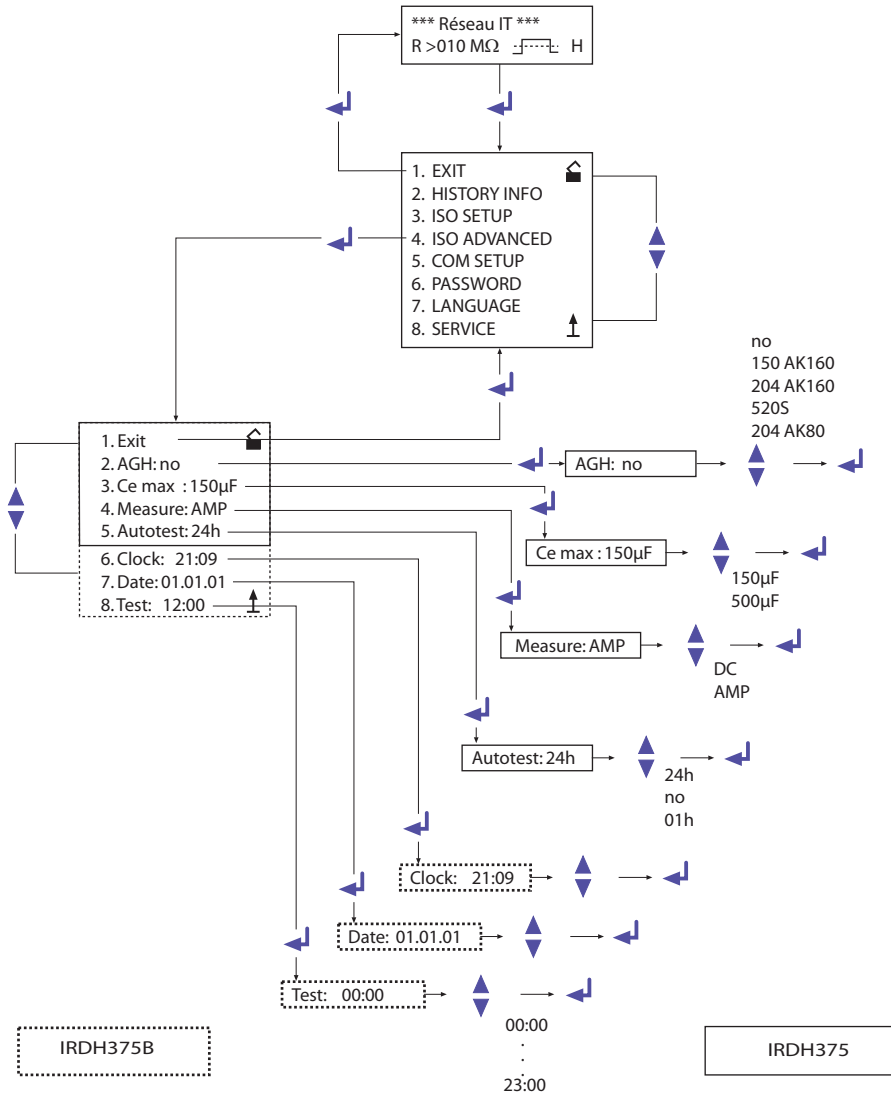 *** Réseau IT ***
R >010 MΩ H
1. EXIT
2. HISTORY INFO
3. ISO SETUP
4. ISO ADVANCED
5. COM SETUP
6. PASSWORD
7. LANGUAGE
8. SERVICE
no
150 AK160
204 AK160
520S
204 AK80
1. Exit
2. AGH: no
3. Ce max : 150µF
4. Measure: AMP
5. Autotest: 24h
6. Clock: 21:09
7. Date: 01.01.01
8. Test: 12:00
AGH: no
Ce max : 150µF
150µF
500µF
Measure: AMP
DC
AMP
Autotest: 24h
24h
no
01h
Clock: 21:09
Date: 01.01.01
Test: 00:00
00:00
.
.
.
23:00
IRDH375B
IRDH375